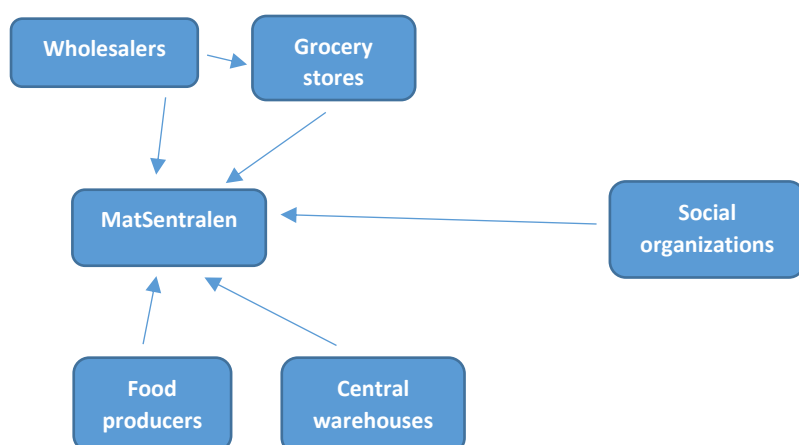 Wholesalers
Grocery
stores
MatSentralen
Social
organizations
Food
producers
Central
warehouses